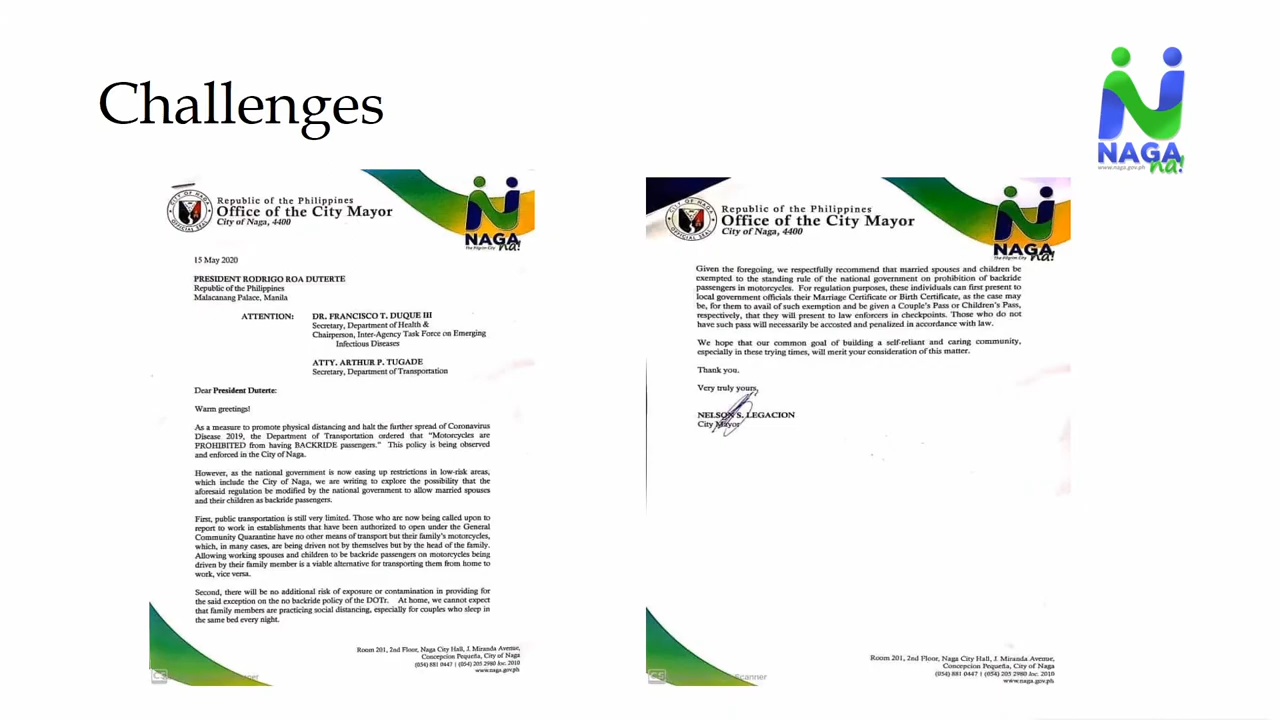 Challenges
NAGA
www.naga.gov.ph
na!
Republic of the Philippines
Office of the City Mayor
City of Naga, 4400
NAGA
The Pilgrim City
na!
15 May 2020
PRESIDENT RODRIGO ROA DUTERTE
Republic of the Philippines
Malacanang Palace, Manila
ATTENTION: DR. FRANCISCO T. DUQUE III
Secretary, Department of Health &
Chairperson, Inter-Agency Task Force on Emerging
Infectious Diseases
ATTY. ARTHUR P. TUGADE
Secretary, Department of Transportation
Dear President Duterte:
Warm greetings!
As a measure to promote physical distancing and halt the further spread of Coronavirus
Disease 2019, the Department of Transportation ordered that "Motorcycles are
PROHIBITED from having BACKRIDE passengers." This policy is being observed
and enforced in the City of Naga.
However, as the national government is now easing up restrictions in low-risk areas,
which include the City of Naga, we are writing to explore the possibility that the
aforesaid regulation be modified by the national government to allow married spouses
and their children as backride passengers.
First, public transportation is still very limited. Those who are now being called upon to
report to work in establishments that have been authorized to open under the General
Community Quarantine have no other means of transport but their family's motorcycles,
which, in many cases, are being driven not by themselves but by the head of the family.
Allowing working spouses and children to be backride passengers on motorcycles being
driven by their family member is a viable alternative for transporting them from home to
work, vice versa.
Second, there will be no additional risk of exposure or contamination in providing for
the said exception on the no backride policy of the DOTr. At home, we cannot expect
that family members are practicing social distancing, especially for couples who sleep in
the same bed every night.
Room 201, 2nd Floor, Naga City Hall, J. Miranda Avenue,
Concepcion Pequeña, City of Naga
(054) 881 0447 | (054) 205 2980 loc. 2010
www.naga.gov.ph
Republic of the Philippines
Office of the City Mayor
City of Naga, 4400
NAGA
The Pilgrim City
na!
Given the foregoing, we respectfully recommend that married spouses and children be
exempted to the standing rule of the national government on prohibition of backride
passengers in motorcycles. For regulation purposes, these individuals can first present to
local government officials their Marriage Certificate or Birth Certificate, as the case may
be, for them to avail of such exemption and be given a Couple's Pass or Children's Pass,
respectively, that they will present to law enforcers in checkpoints. Those who do not
have such pass will necessarily be accosted and penalized in accordance with law.
We hope that our common goal of building a self-reliant and caring community,
especially in these trying times, will merit your consideration of this matter.
Thank you.
Very truly yours,
NELSON S. LEGACION
City Mayor
Room 201, 2nd Floor, Naga City Hall, J. Miranda Avenue,
Concepcion Pequeña, City of Naga
(054) 881 0447 | (054) 205 2980 loc. 2010
www.naga.gov.ph